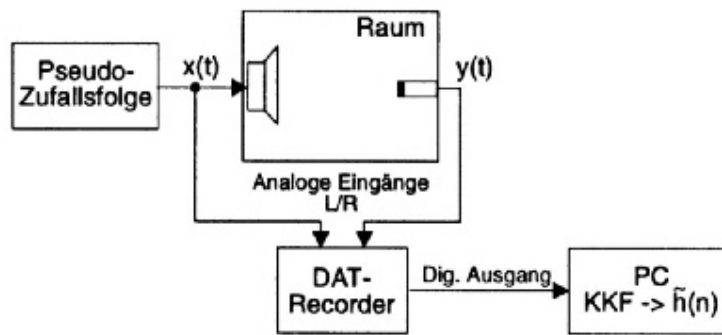 Raum
Pseudo-
Zufallsfolge
x(t)
y(t)
Analoge Eingänge
L/R
DAT-
Recorder
Dig. Ausgang
PC
KKF -> h̃(n)